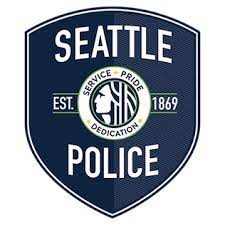 SEATTLE
SERVICE • PRIDE
EST. 1869
DEDICATION
POLICE